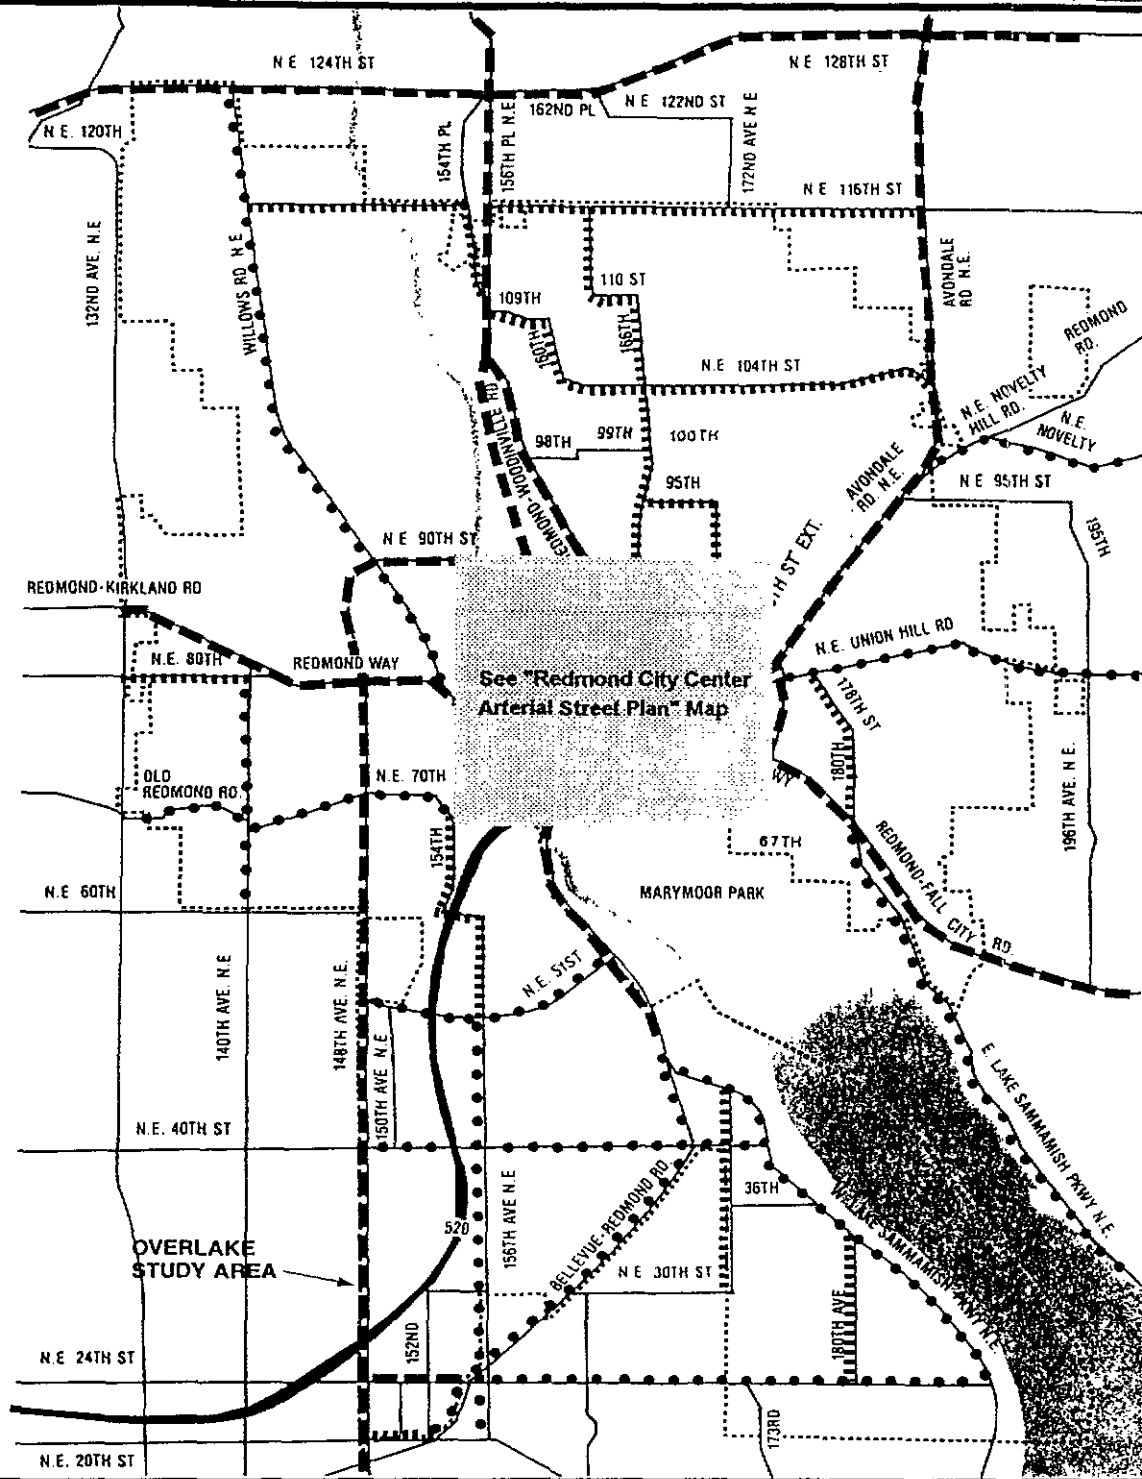 N E 124TH ST
N E 128TH ST
N E. 120TH
154TH PL
156TH PL N.E
162ND PL
N E 122ND ST
172ND AVE N E
N E 116TH ST
132ND AVE. N.E
WILLOWS RD N E
AVONDALE
RD N.E.
109TH
160TH
110 ST
166TH
REDMOND
RD.
N.E. 104TH ST
N.E. NOVELTY
HILL RD.
N.E.
NOVELTY
REDMOND-WOODINVILLE RD
98TH
99TH
100TH
95TH
AVONDALE
RD. N.E.
N E 95TH ST
195TH
N E 90TH ST
TH ST EXT.
REDMOND-KIRKLAND RD
N.E. 80TH
REDMOND WAY
See "Redmond City Center
Arterial Street Plan" Map
N.E. UNION HILL RD
178TH ST
180TH
196TH AVE. N E.
OLD
REDMOND RD.
N.E. 70TH
WY
154TH
67TH
REDMOND-FALL CITY RD.
N.E 60TH
MARYMOOR PARK
140TH AVE. N.E
148TH AVE. N.E.
N.E. 51ST
150TH AVE N.E
E. LAKE SAMMAMISH PKWY N.E.
N.E. 40TH ST
156TH AVE N.E
BELLEVUE-REDMOND RD
36TH
W. LAKE SAMMAMISH PKWY N.E
520
OVERLAKE
STUDY AREA
N E 30TH ST
152ND
180TH AVE
N.E 24TH ST
173RD
N.E. 20TH ST